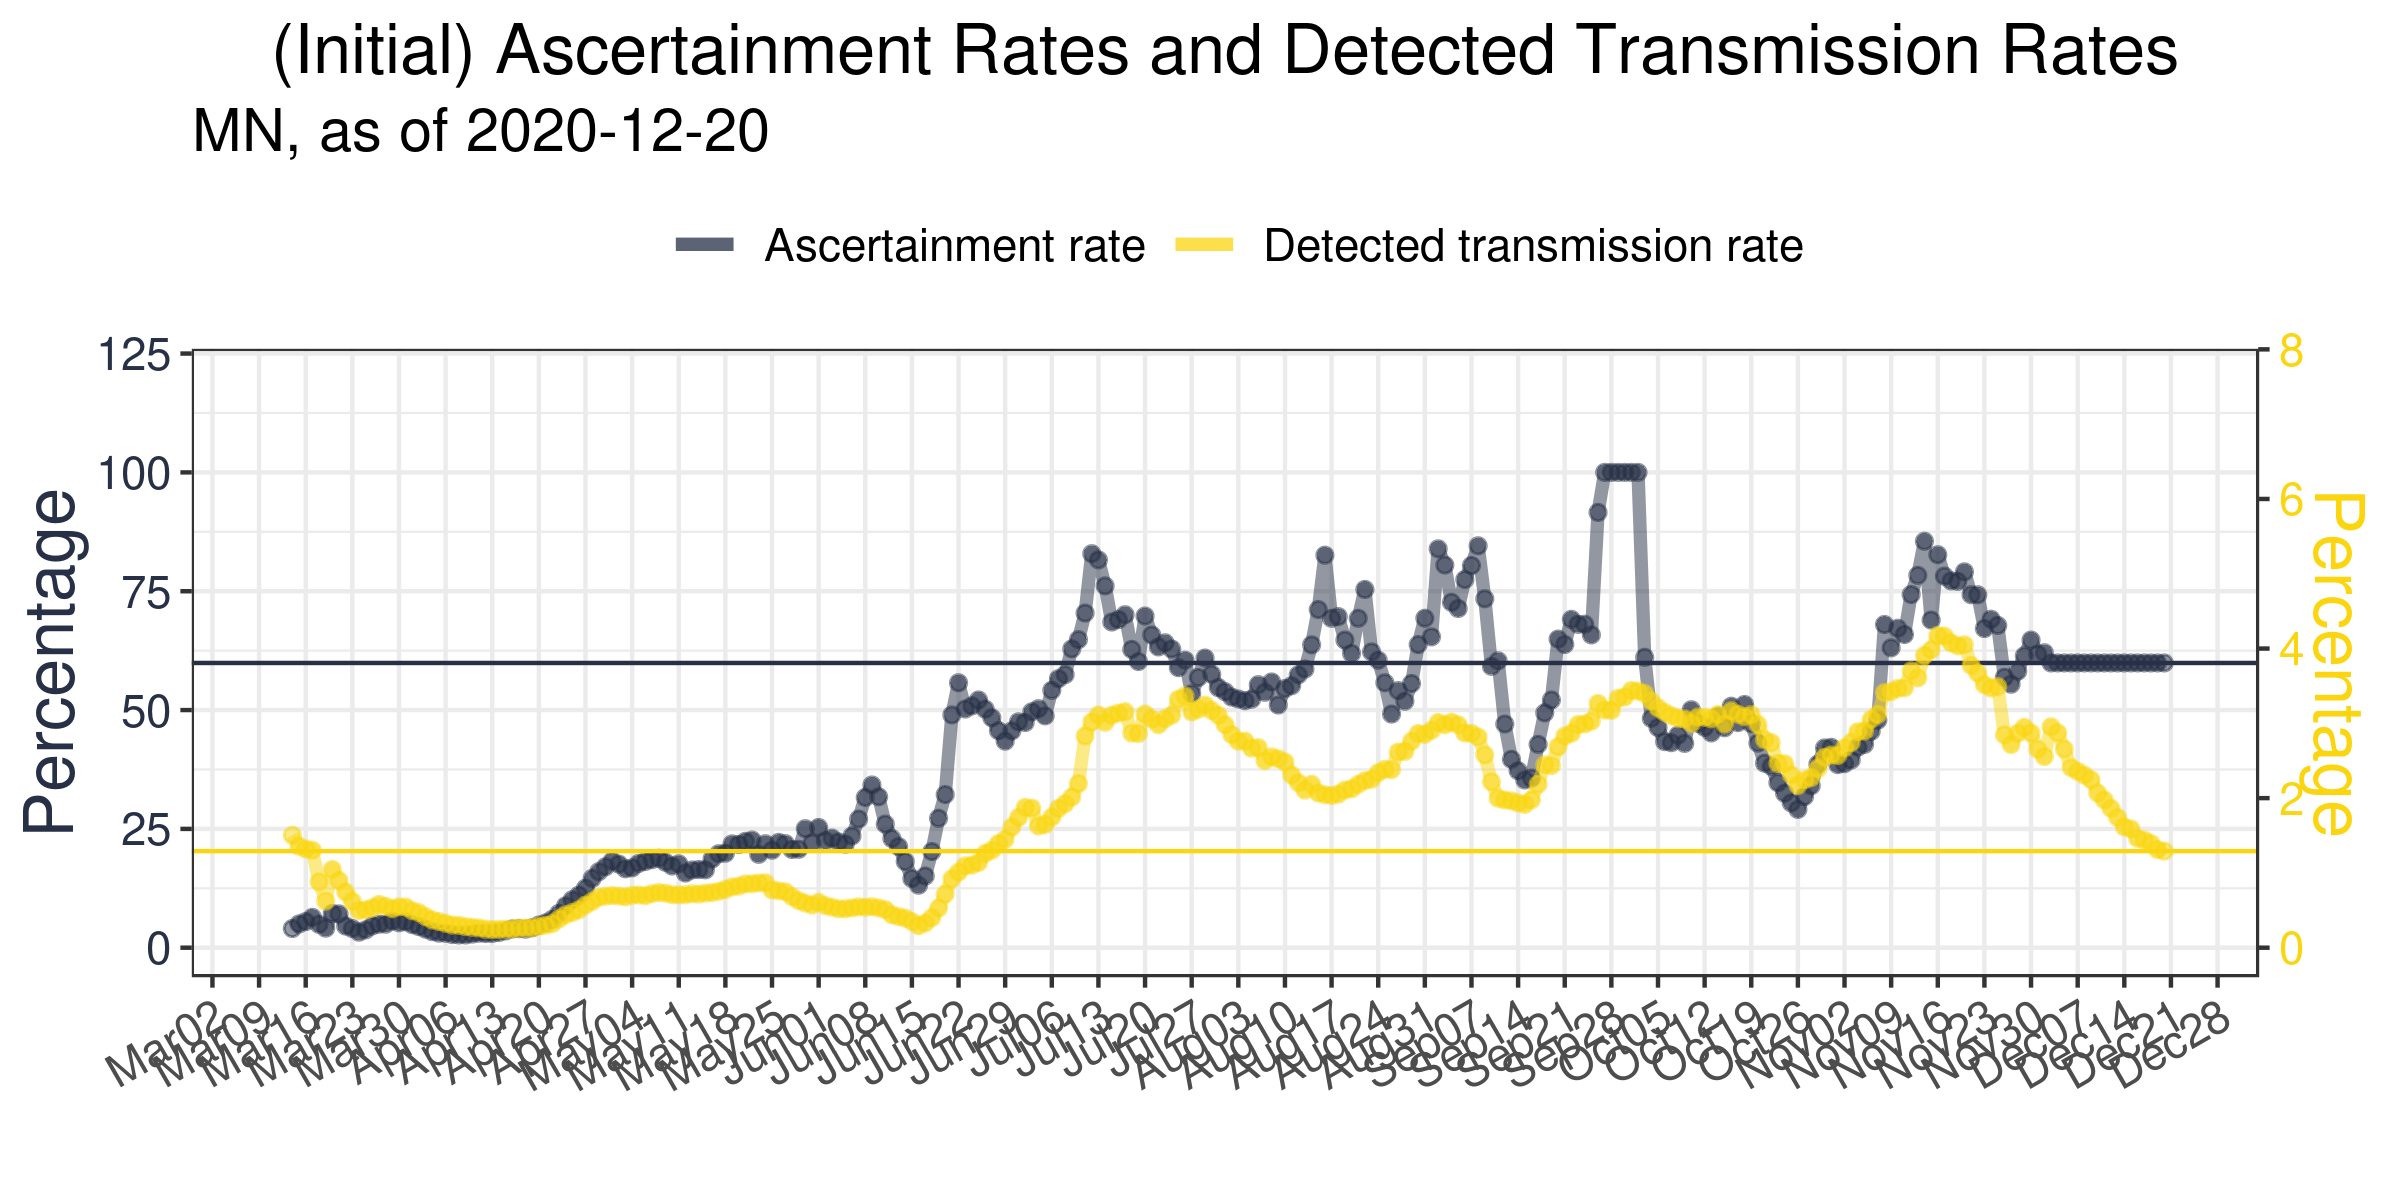 (Initial) Ascertainment Rates and Detected Transmission Rates
MN, as of 2020-12-20
Ascertainment rate
Detected transmission rate
Percentage
125
100
75
50
25
0
8
6
4
2
0
Percentage
Mar02
Mar09
Mar16
Mar23
Mar30
Apr06
Apr13
Apr20
Apr27
May04
May11
May18
May25
Jun01
Jun08
Jun15
Jun22
Jun29
Jul06
Jul13
Jul20
Jul27
Aug03
Aug10
Aug17
Aug24
Aug31
Sep07
Sep14
Sep21
Sep28
Oct05
Oct12
Oct19
Oct26
Nov02
Nov09
Nov16
Nov23
Nov30
Dec07
Dec14
Dec21
Dec28